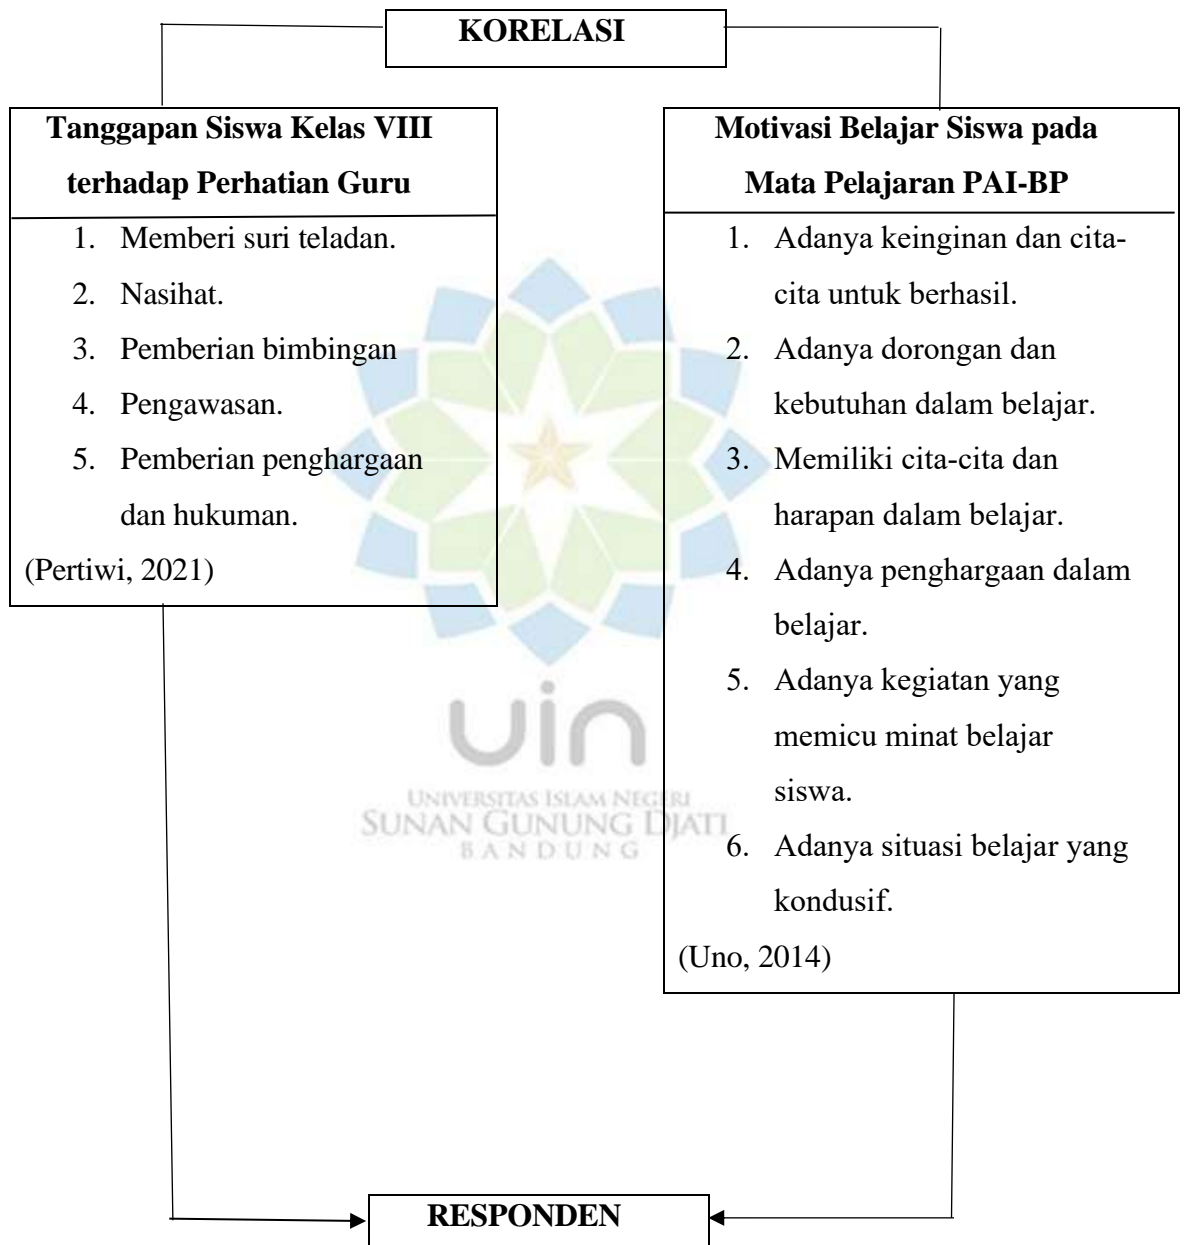 KORELASI
Tanggapan Siswa Kelas VIII
terhadap Perhatian Guru
1. Memberi suri teladan.
2. Nasihat.
3. Pemberian bimbingan
4. Pengawasan.
5. Pemberian penghargaan
dan hukuman.
(Pertiwi, 2021)
Motivasi Belajar Siswa pada
Mata Pelajaran PAI-BP
1. Adanya keinginan dan cita-
cita untuk berhasil.
2. Adanya dorongan dan
kebutuhan dalam belajar.
3. Memiliki cita-cita dan
harapan dalam belajar.
4. Adanya penghargaan dalam
belajar.
5. Adanya kegiatan yang
memicu minat belajar
siswa.
6. Adanya situasi belajar yang
kondusif.
(Uno, 2014)
uin
UNIVERSITAS ISLAM NEGERI
SUNAN GUNUNG DJATI
BANDUNG
RESPONDEN